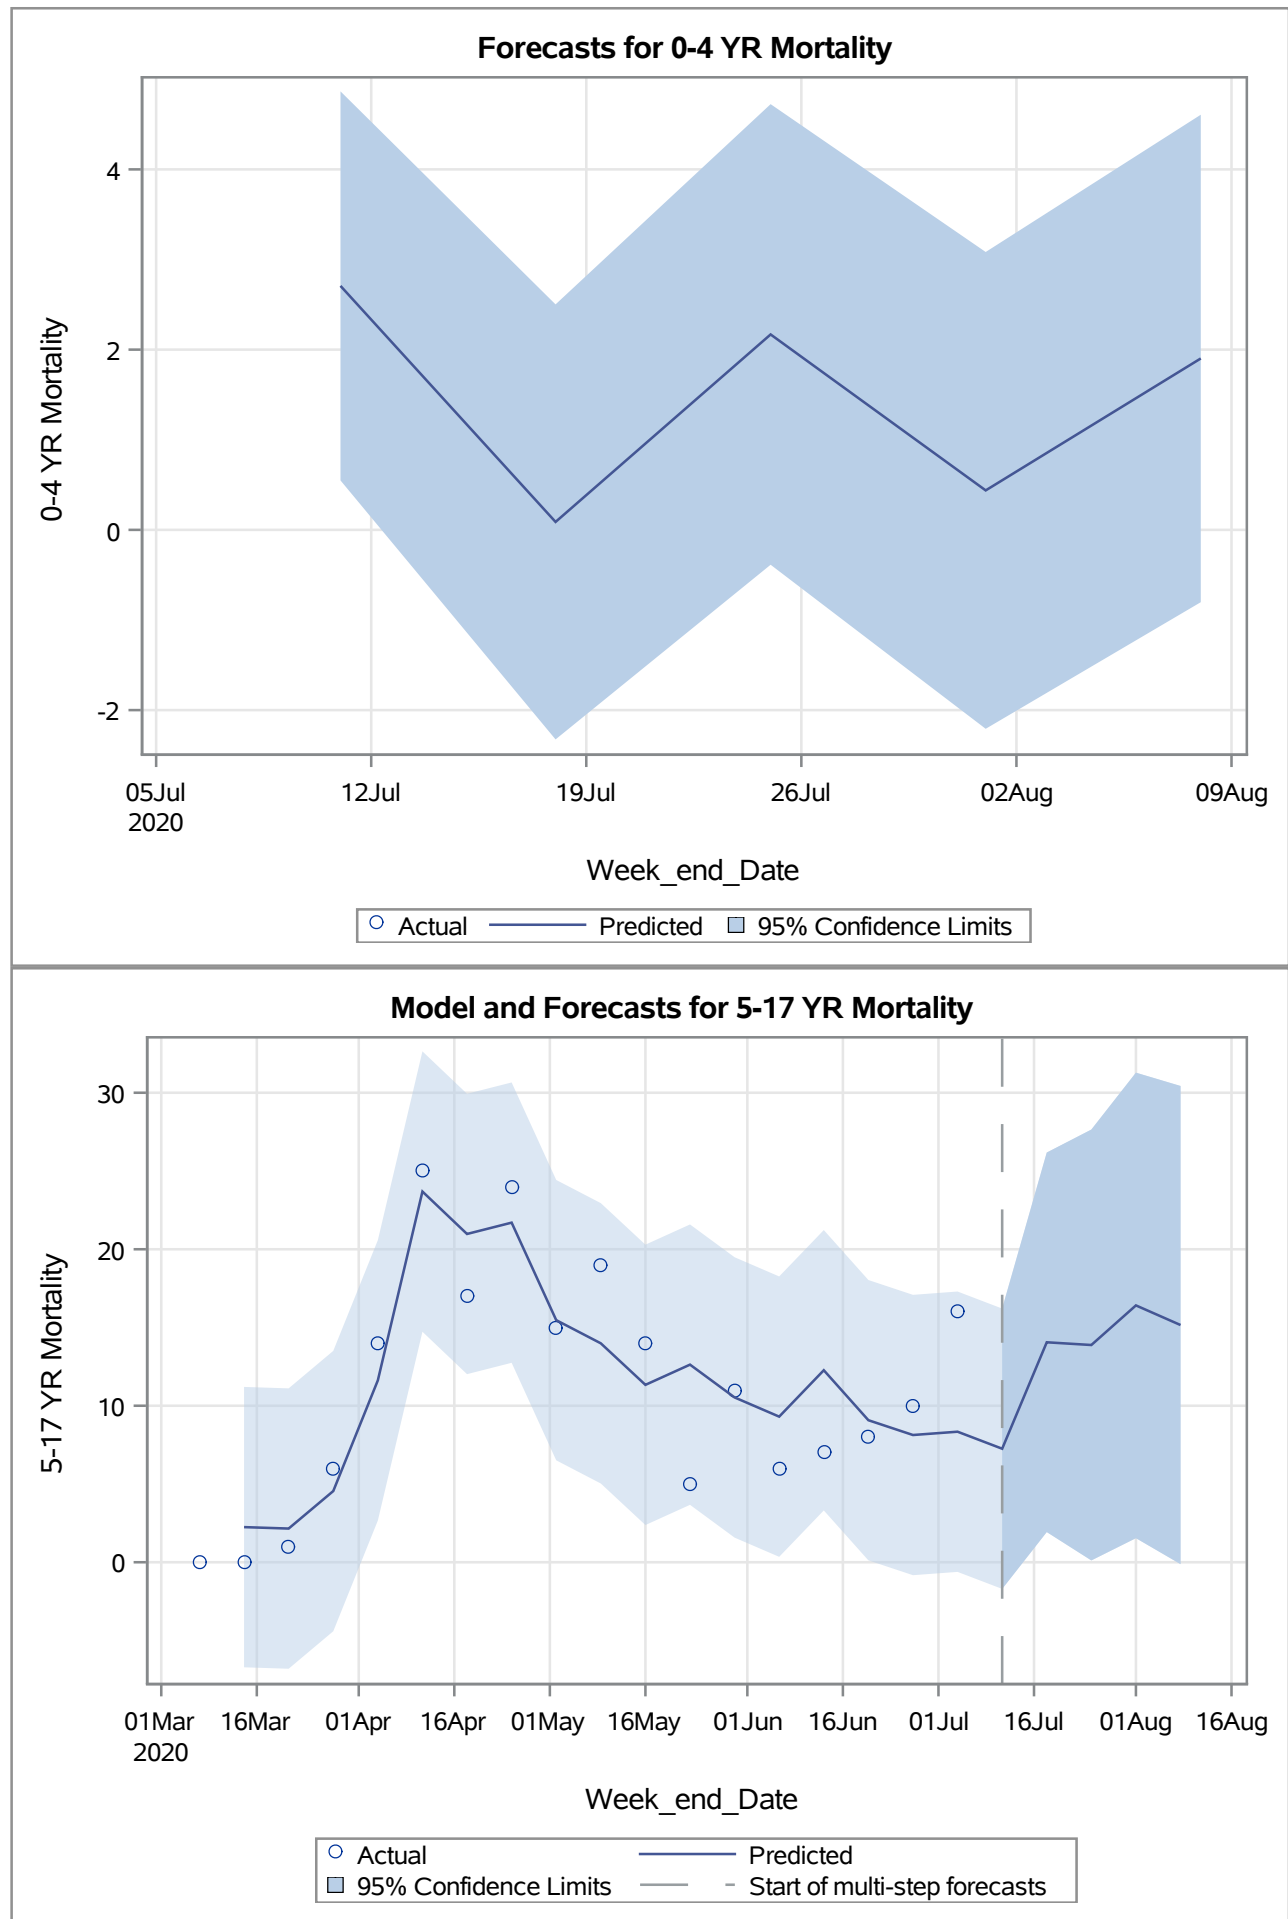 Forecasts for 0-4 YR Mortality
0-4 YR Mortality
4
2
0
-2
05Jul 12Jul 19Jul 26Jul 02Aug 09Aug
2020
Week_end_Date
Actual Predicted 95% Confidence Limits
Model and Forecasts for 5-17 YR Mortality
5-17 YR Mortality
30
20
10
0
01Mar 16Mar 01Apr 16Apr 01May 16May 01Jun 16Jun 01Jul 16Jul 01Aug 16Aug
2020
Week_end_Date
Actual Predicted
95% Confidence Limits Start of multi-step forecasts